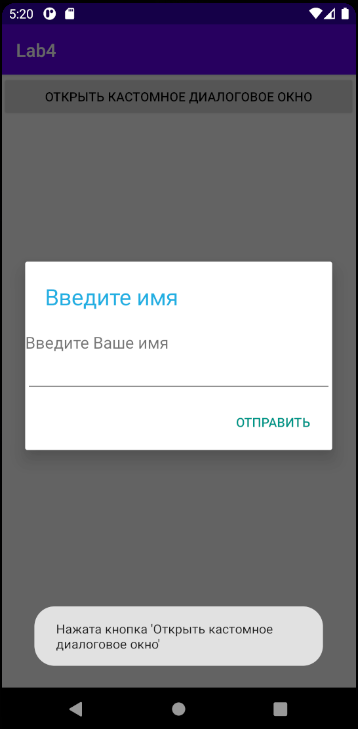 5:20
Lab4
ОТКРЫТЬ КАСТОМНОЕ ДИАЛОГОВОЕ ОКНО
Введите имя
Введите Ваше имя
ОТПРАВИТЬ
Нажата кнопка 'Открыть кастомное
диалоговое окно'